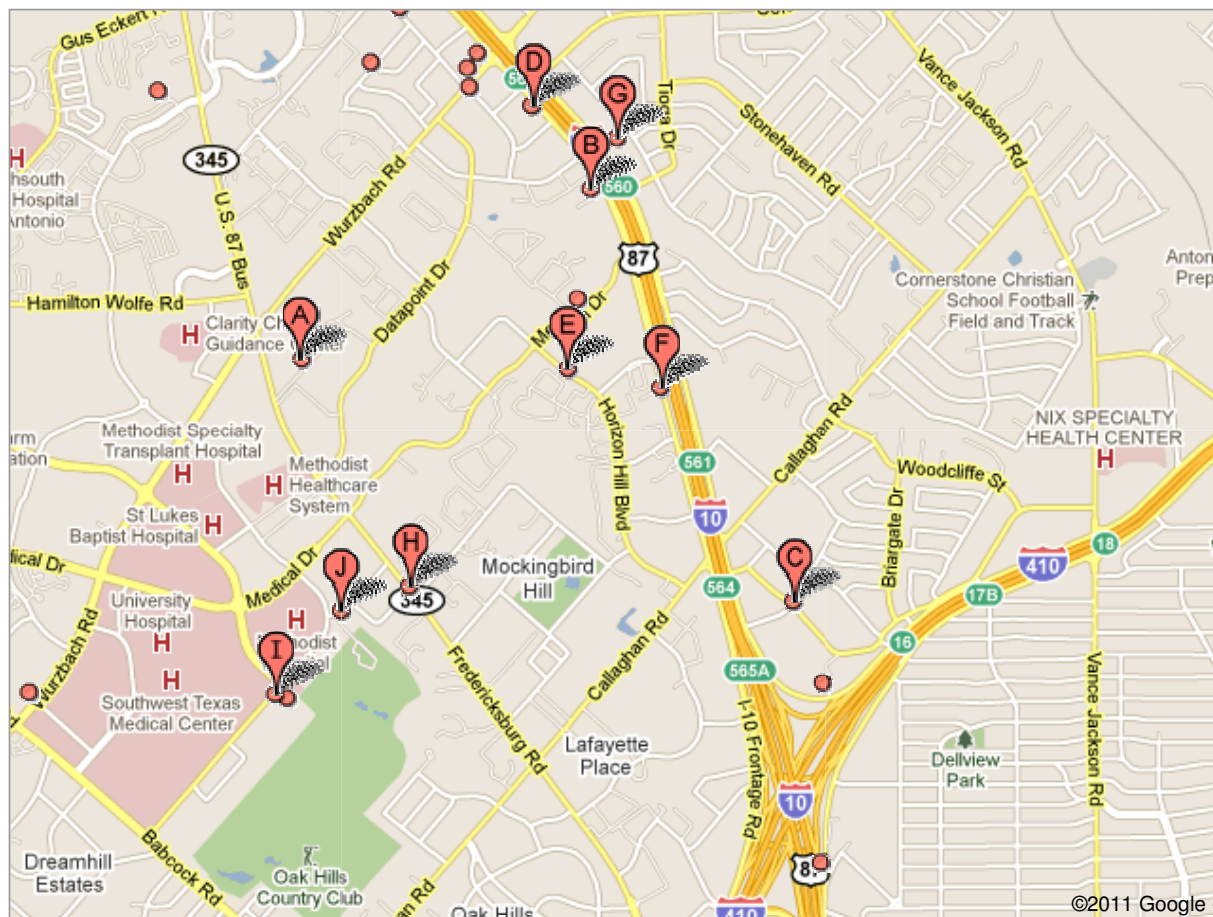 Gus Eckert
Vance Jackson Rd
D
G
Tioga Dr
B
560
345
Stonehaven Rd
Wurzbach Rd
U.S. 87 Bus
H
Hospital
Antonio
87
Datapoint Dr
Hamilton Wolfe Rd
Cornerstone Christian
School Football
Field and Track
A
H
Clarity
Guidance
E
F
Horizon Hill Blvd
Callaghan Rd
NIX SPECIALTY
HEALTH CENTER
H
Methodist Specialty
Transplant Hospital
H
H
Methodist
Healthcare
System
561
Woodcliffe St
10
St Lukes
Baptist Hospital
H
Briargate Dr
18
410
H
J
Medical Dr
Mockingbird
Hill
C
564
17B
345
University
Hospital
H
H
16
I
Wurzbach Rd
H
Southwest Texas
Medical Center
Fredericksburg Rd
Callaghan Rd
565A
Vance Jackson Rd
I-10 Frontage Rd
Lafayette
Place
Dellview
Park
10
Babcock Rd
Dreamhill
Estates
Oak Hills
Country Club
87
410
Oak Hills
©2011 Google